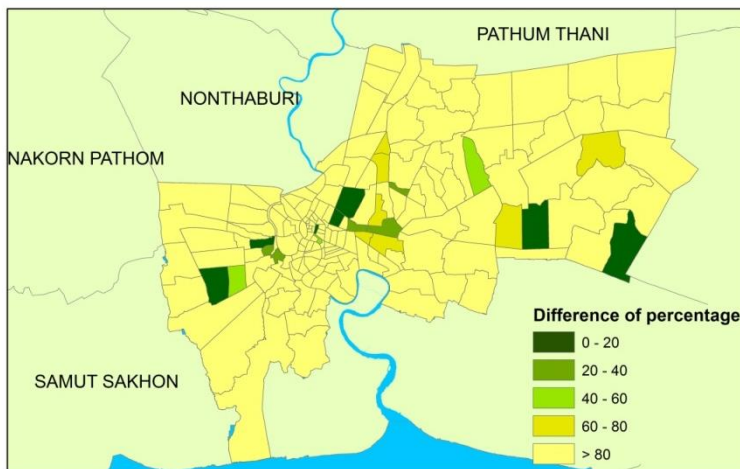 PATHUM THANI
NONTHABURI
NAKORN PATHOM
SAMUT SAKHON
Difference of percentage
0 - 20
20 - 40
40 - 60
60 - 80
> 80